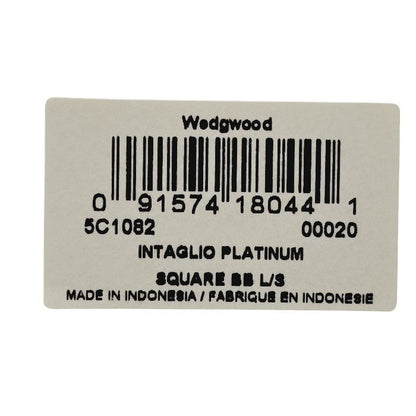 Wedgwood
0 91574 18044 1
5C1082 00020
INTAGLIO PLATINUM
SQUARE BB L/S
MADE IN INDONESIA / FABRIQUE EN INDONESIE